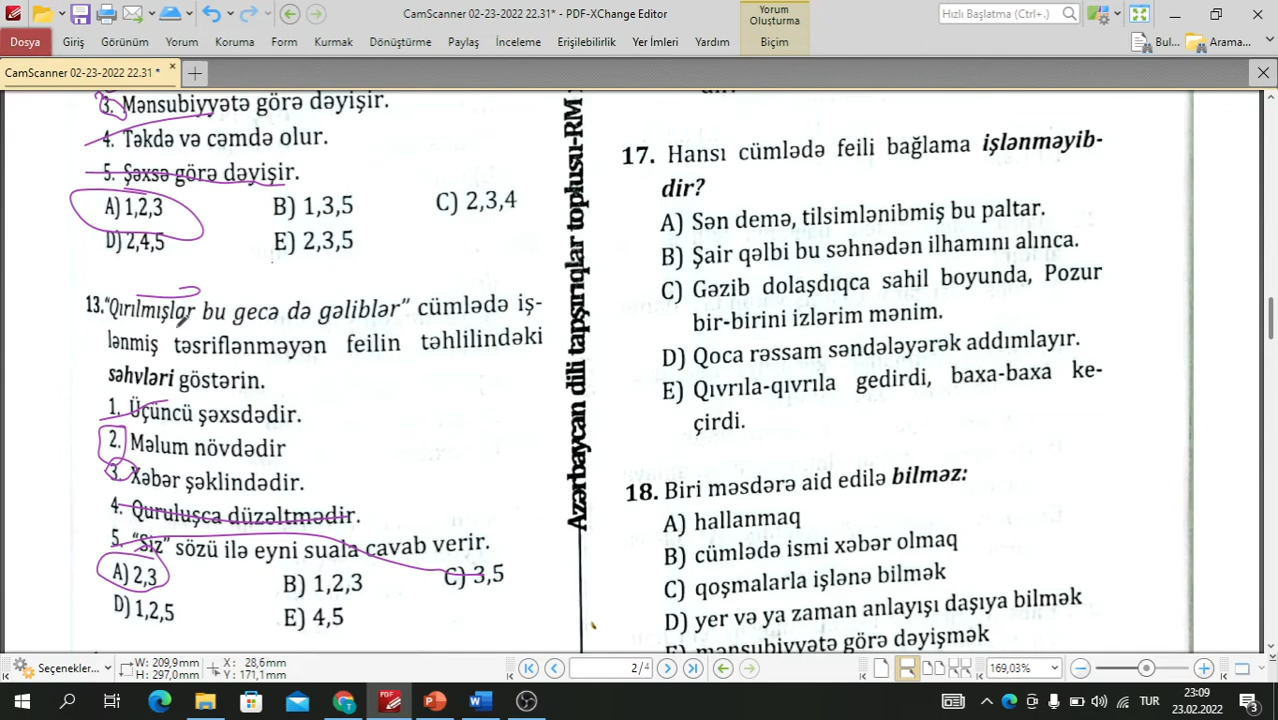 CamScanner 02-23-2022 22.31* - PDF-XChange Editor
Yorum
Oluşturma
Hızlı Başlatma (Ctrl+.)
Dosya
Giriş
Görünüm
Yorum
Koruma
Form
Kırmak
Dönüştürme
Paylaş
İnceleme
Erişilebilirlik
Yer İmleri
Yardım
Biçim
Bul...
Arama...
CamScanner 02-23-2022 22.31 *
3. Mənsubiyyətə görə dəyişir.
4. Təkdə və cəmdə olur.
5. Şəxsə görə dəyişir.
A) 1,2,3
B) 1,3,5
C) 2,3,4
D) 2,4,5
E) 2,3,5
13. "Qırılmışlar bu gecə də gəliblər" cümlədə iş-
lənmiş təsriflənməyən feilin təhlilindəki
səhvləri göstərin.
1. Üçüncü şəxsdədir.
2. Məlum növdədir
3. Xəbər şəklindədir.
4. Quruluşca düzəltmədir.
5. "Siz" sözü ilə eyni suala cavab verir.
A) 2,3
B) 1,2,3
C) 3,5
D) 1,2,5
E) 4,5
Azərbaycan dili tapşırıqlar toplusu-RM
17. Hansı cümlədə feili bağlama işlənməyib-
dir?
A) Sən demə, tilsimlənibmiş bu paltar.
B) Şair qəlbi bu səhnədən ilhamını alınca.
C) Gəzib dolaşdıqca sahil boyunda, Pozur
bir-birini izlərim mənim.
D) Qoca rəssam səndələyərək addımlayır.
E) Qıvrıla-qıvrıla gedirdi, baxa-baxa ke-
çirdi.
18. Biri məsdərə aid edilə bilməz:
A) hallanmaq
B) cümlədə ismi xəbər olmaq
C) qoşmalarla işlənə bilmək
D) yer və ya zaman anlayışı daşıya bilmək
E) mənsubiyyətə görə dəyişmək
Seçenekler...
W: 209,9mm
H: 297,0mm
X: 28,6mm
Y: 171,1mm
2/4
169,03%
TUR
23:09
23.02.2022
3